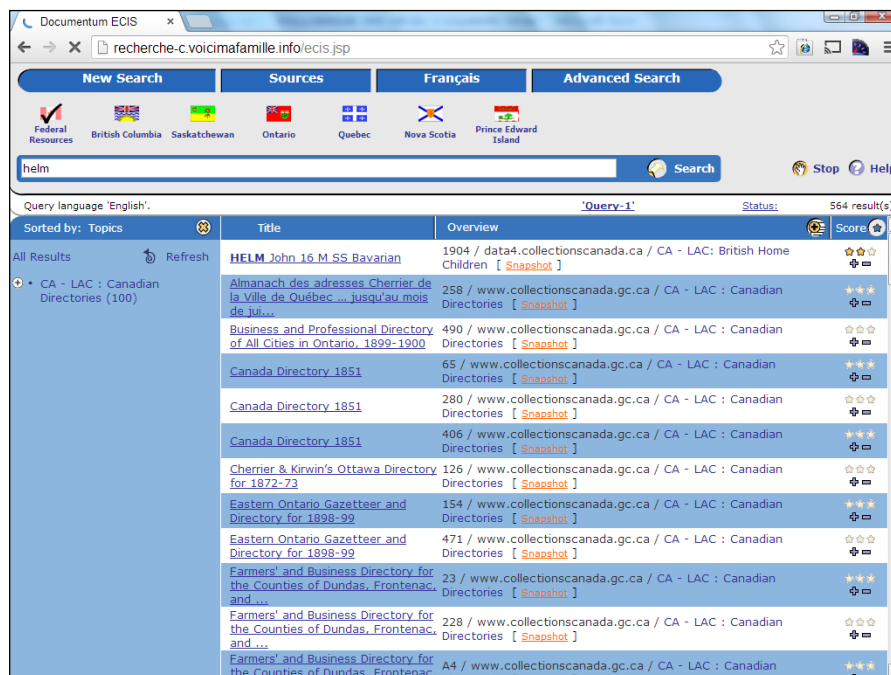 Documentum ECIS
recherche-c.voicimafamille.info/ecis.jsp
New Search Sources Français Advanced Search
Federal Resources British Columbia Saskatchewan Ontario Quebec Nova Scotia Prince Edward Island
helm Search Stop Help
Query language 'English'. 'Query-1' Status: 564 result(s)
Sorted by: Topics Title Overview Score
All Results Refresh
CA - LAC : Canadian
Directories (100)
HELM John 16 M SS Bavarian
1904 / data4.collectionscanada.ca / CA - LAC: British Home
Children [ Snapshot ]
Almanach des adresses Cherrier de
la Ville de Québec ... jusqu'au mois
de jui...
258 / www.collectionscanada.gc.ca / CA - LAC : Canadian
Directories [ Snapshot ]
Business and Professional Directory
of All Cities in Ontario, 1899-1900
490 / www.collectionscanada.gc.ca / CA - LAC : Canadian
Directories [ Snapshot ]
Canada Directory 1851
65 / www.collectionscanada.gc.ca / CA - LAC : Canadian
Directories [ Snapshot ]
Canada Directory 1851
280 / www.collectionscanada.gc.ca / CA - LAC : Canadian
Directories [ Snapshot ]
Canada Directory 1851
406 / www.collectionscanada.gc.ca / CA - LAC : Canadian
Directories [ Snapshot ]
Cherrier & Kirwin's Ottawa Directory
for 1872-73
126 / www.collectionscanada.gc.ca / CA - LAC : Canadian
Directories [ Snapshot ]
Eastern Ontario Gazetteer and
Directory for 1898-99
154 / www.collectionscanada.gc.ca / CA - LAC : Canadian
Directories [ Snapshot ]
Eastern Ontario Gazetteer and
Directory for 1898-99
471 / www.collectionscanada.gc.ca / CA - LAC : Canadian
Directories [ Snapshot ]
Farmers' and Business Directory for
the Counties of Dundas, Frontenac,
and ...
23 / www.collectionscanada.gc.ca / CA - LAC : Canadian
Directories [ Snapshot ]
Farmers' and Business Directory for
the Counties of Dundas, Frontenac,
and ...
228 / www.collectionscanada.gc.ca / CA - LAC : Canadian
Directories [ Snapshot ]
Farmers' and Business Directory for
the Counties of Dundas, Frontenac
A4 / www.collectionscanada.gc.ca / CA - LAC : Canadian